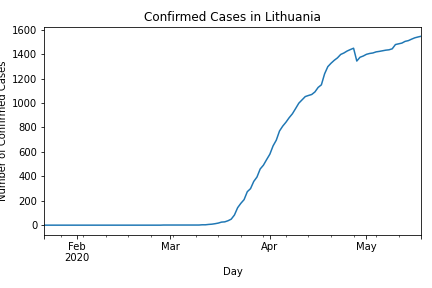 Confirmed Cases in Lithuania
Number of Confirmed Cases
1600
1400
1200
1000
800
600
400
200
0
Feb
2020
Mar
Apr
May
Day